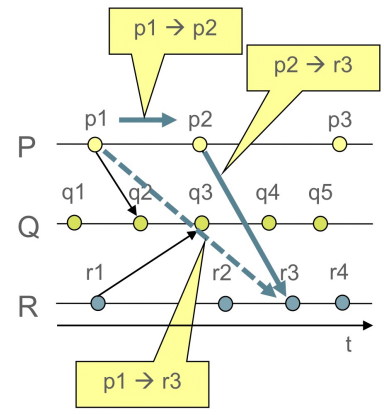 p1 → p2
p2 → r3
p1
p2
p3
P
q1
q2
q3
q4
q5
Q
r1
r2
r3
r4
R
t
p1 → r3